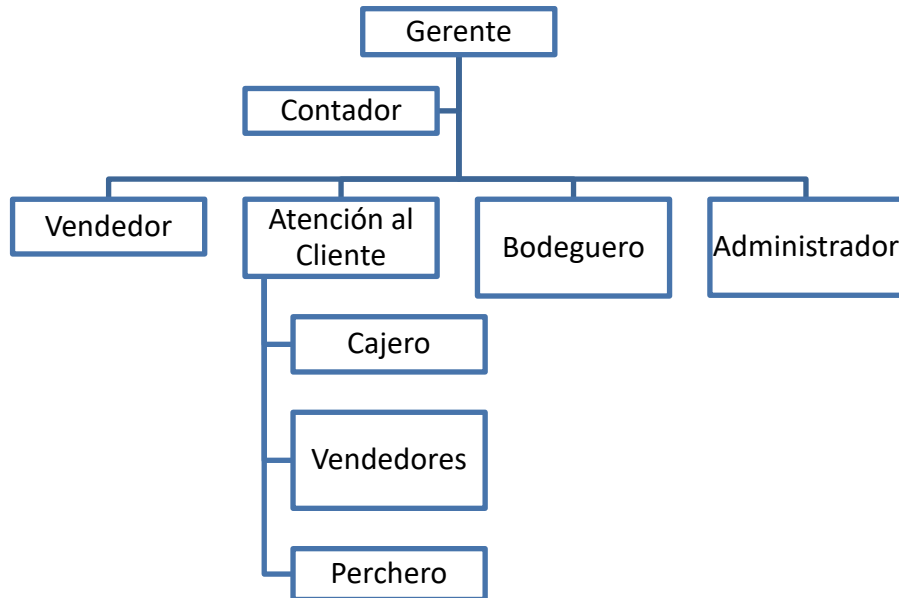 Gerente
Contador
Vendedor
Atención al
Cliente
Bodeguero
Administrador
Cajero
Vendedores
Perchero